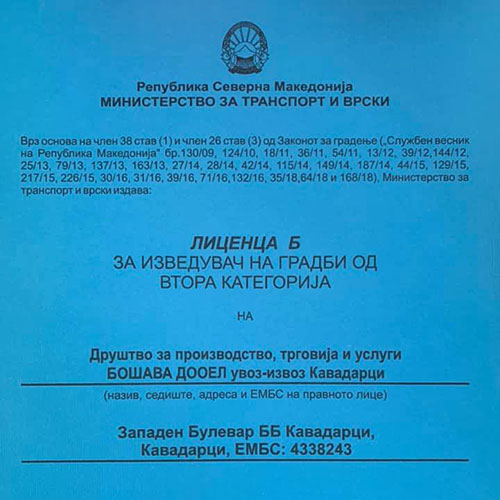 Република Северна Македонија
МИНИСТЕРСТВО ЗА ТРАНСПОРТ И ВРСКИ
Врз основа на член 38 став (1) и член 26 став (3) од Законот за градење („Службен весник
на Република Македонија“ бр.130/09, 124/10, 18/11, 36/11, 54/11, 13/12, 39/12,144/12,
25/13, 79/13, 137/13, 163/13, 27/14, 28/14, 42/14, 115/14, 149/14, 187/14, 44/15, 129/15,
217/15, 226/15, 30/16, 31/16, 39/16, 71/16,132/16, 35/18,64/18 и 168/18), Министерство за
транспорт и врски издава:
ЛИЦЕНЦА Б
ЗА ИЗВЕДУВАЧ НА ГРАДБИ ОД
ВТОРА КАТЕГОРИЈА
НА
Друштво за производство, трговија и услуги
БОШАВА ДООЕЛ увоз-извоз Кавадарци
(назив, седиште, адреса и ЕМБС на правното лице)
Западен Булевар ББ Кавадарци,
Кавадарци, ЕМБС: 4338243